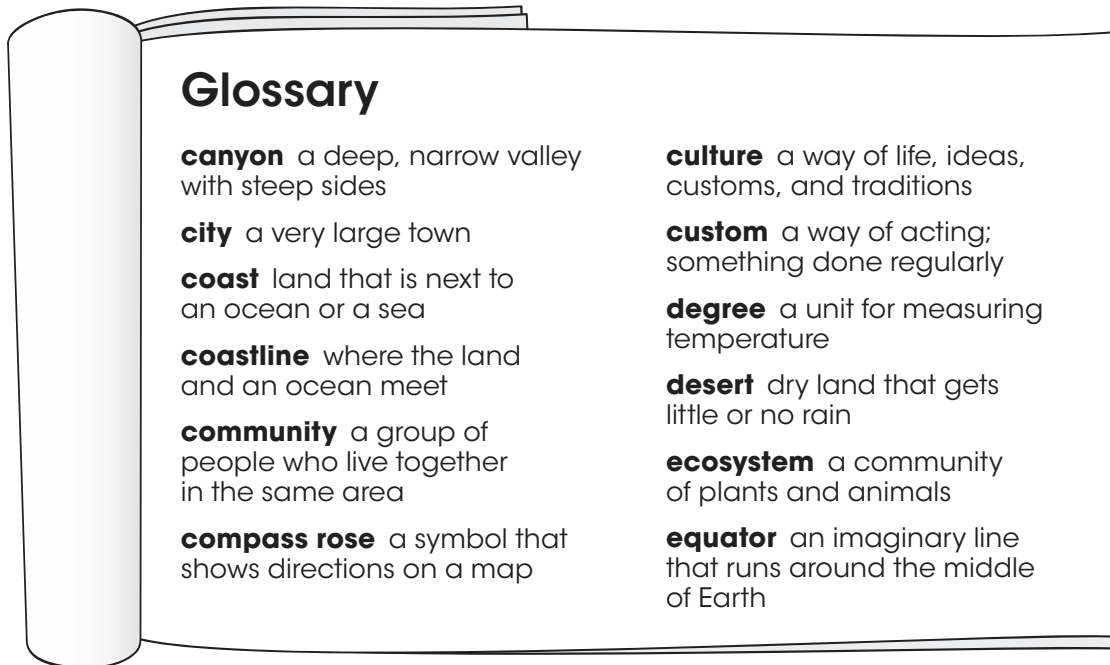 Glossary
canyon a deep, narrow valley
with steep sides
city a very large town
coast land that is next to
an ocean or a sea
coastline where the land
and an ocean meet
community a group of
people who live together
in the same area
compass rose a symbol that
shows directions on a map
culture a way of life, ideas,
customs, and traditions
custom a way of acting;
something done regularly
degree a unit for measuring
temperature
desert dry land that gets
little or no rain
ecosystem a community
of plants and animals
equator an imaginary line
that runs around the middle
of Earth